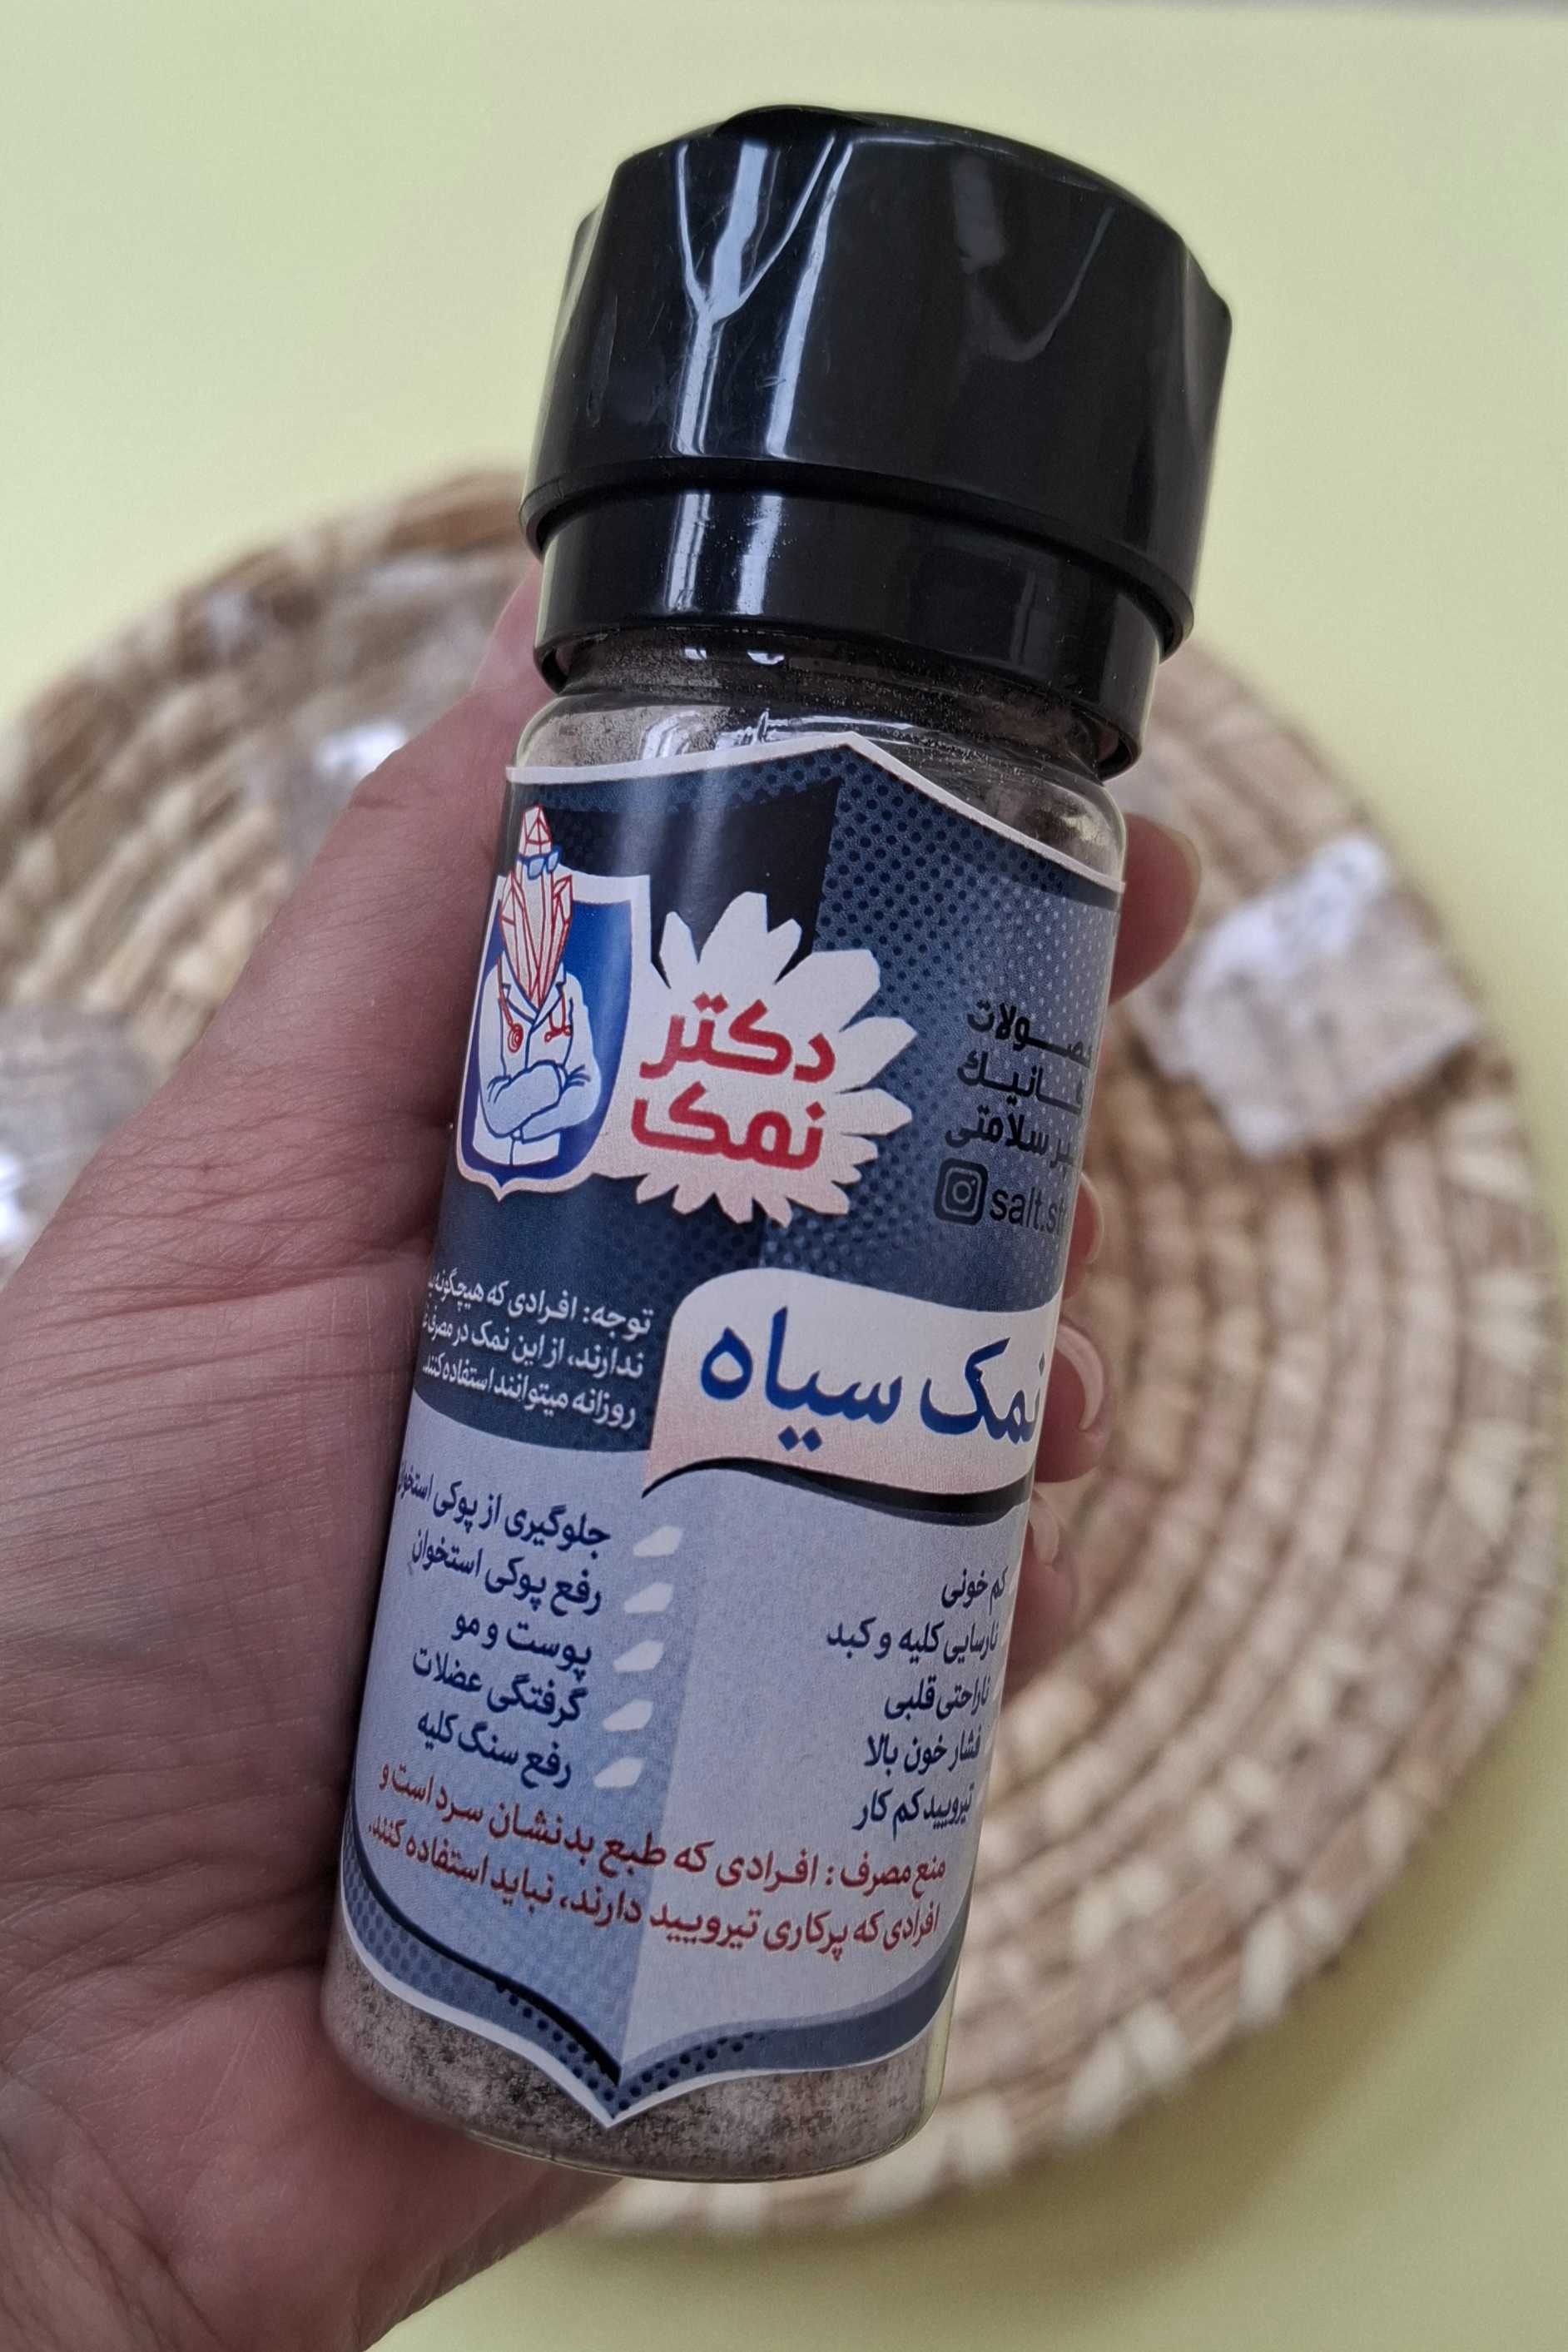 دکتر
نمک
سلامتی
نمک سیاه
توجه: افرادی که هیچگونه
ندارند، از این نمک در مصرف
روزانه میتوانند استفاده کنند.
کم خونی
نارسایی کلیه و کبد
ناراحتی قلبی
فشار خون بالا
تیرویید کم کار
جلوگیری از پوکی استخوان
رفع پوکی استخوان
پوست و مو
گرفتگی عضلات
رفع سنگ کلیه
منع مصرف : افرادی که طبع بدنشان سرد است و
افرادی که پرکاری تیرویید دارند، نباید استفاده کنند.